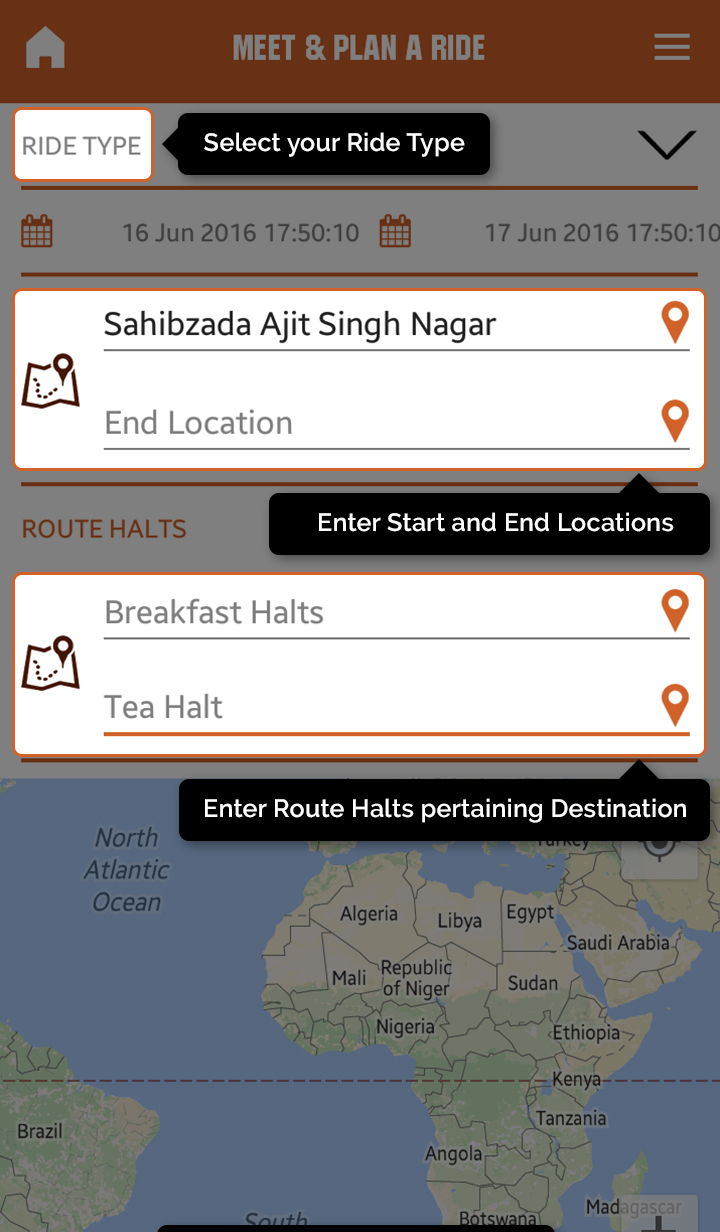 MEET & PLAN A RIDE
RIDE TYPE
Select your Ride Type
16 Jun 2016 17:50:10
17 Jun 2016 17:50:10
Sahibzada Ajit Singh Nagar
End Location
Enter Start and End Locations
ROUTE HALTS
Breakfast Halts
Tea Halt
Enter Route Halts pertaining Destination
Turkey
North
Atlantic
Ocean
Algeria
Libya
Egypt
Saudi Arabia
Mali
Republic
of Niger
Sudan
Nigeria
Ethiopia
Kenya
Brazil
Tanzania
Angola
Madagascar
South
Botswana